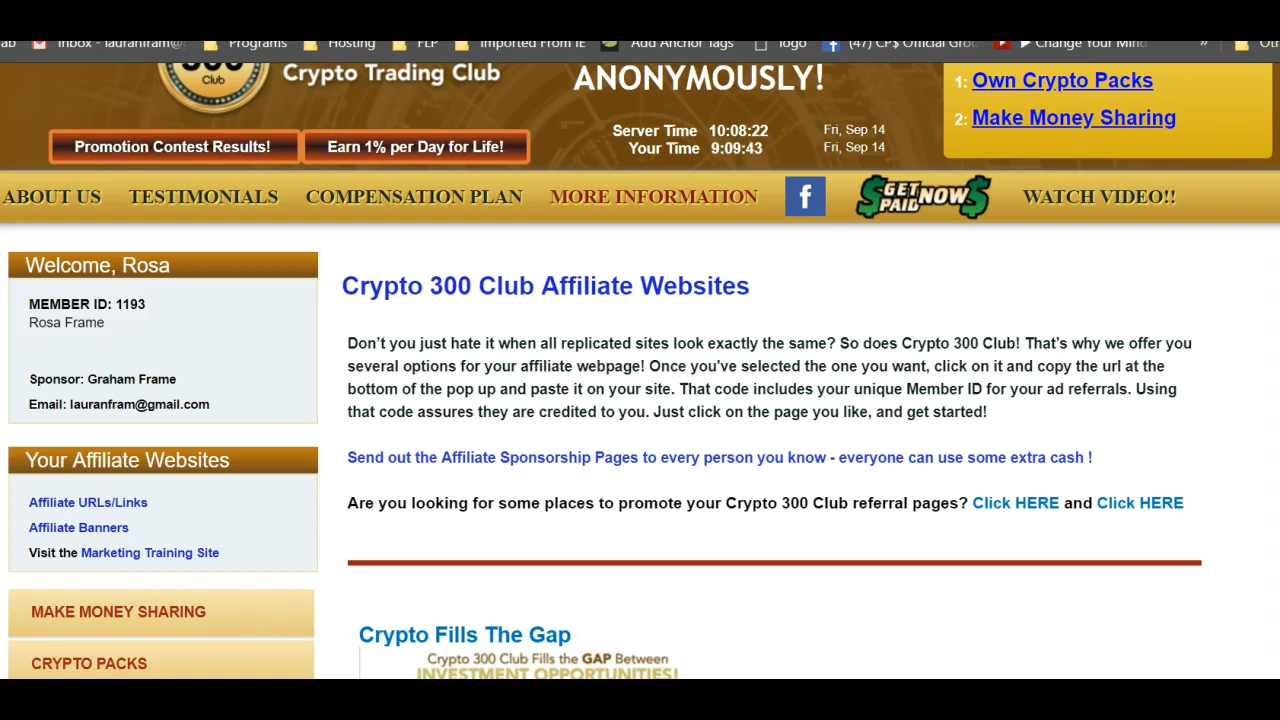 Inbox - lauranfram@g
Programs
Hosting
FLP
Imported From IE
Add Anchor Tags
logo
(47) CP$ Official Grou
Change Your Mind
»
300
Club
Crypto Trading Club
ANONYMOUSLY!
1: Own Crypto Packs
2: Make Money Sharing
Promotion Contest Results!
Earn 1% per Day for Life!
Server Time 10:08:22 Fri, Sep 14
Your Time 9:09:43 Fri, Sep 14
ABOUT US TESTIMONIALS COMPENSATION PLAN MORE INFORMATION f GET PAID NOW WATCH VIDEO!!
Welcome, Rosa
MEMBER ID: 1193
Rosa Frame
Sponsor: Graham Frame
Email: lauranfram@gmail.com
Your Affiliate Websites
Affiliate URLs/Links
Affiliate Banners
Visit the Marketing Training Site
MAKE MONEY SHARING
CRYPTO PACKS
Crypto 300 Club Affiliate Websites
Don't you just hate it when all replicated sites look exactly the same? So does Crypto 300 Club! That's why we offer you
several options for your affiliate webpage! Once you've selected the one you want, click on it and copy the url at the
bottom of the pop up and paste it on your site. That code includes your unique Member ID for your ad referrals. Using
that code assures they are credited to you. Just click on the page you like, and get started!
Send out the Affiliate Sponsorship Pages to every person you know - everyone can use some extra cash !
Are you looking for some places to promote your Crypto 300 Club referral pages? Click HERE and Click HERE
Crypto Fills The Gap
Crypto 300 Club Fills the GAP Between
INVESTMENT OPPORTUNITIES!